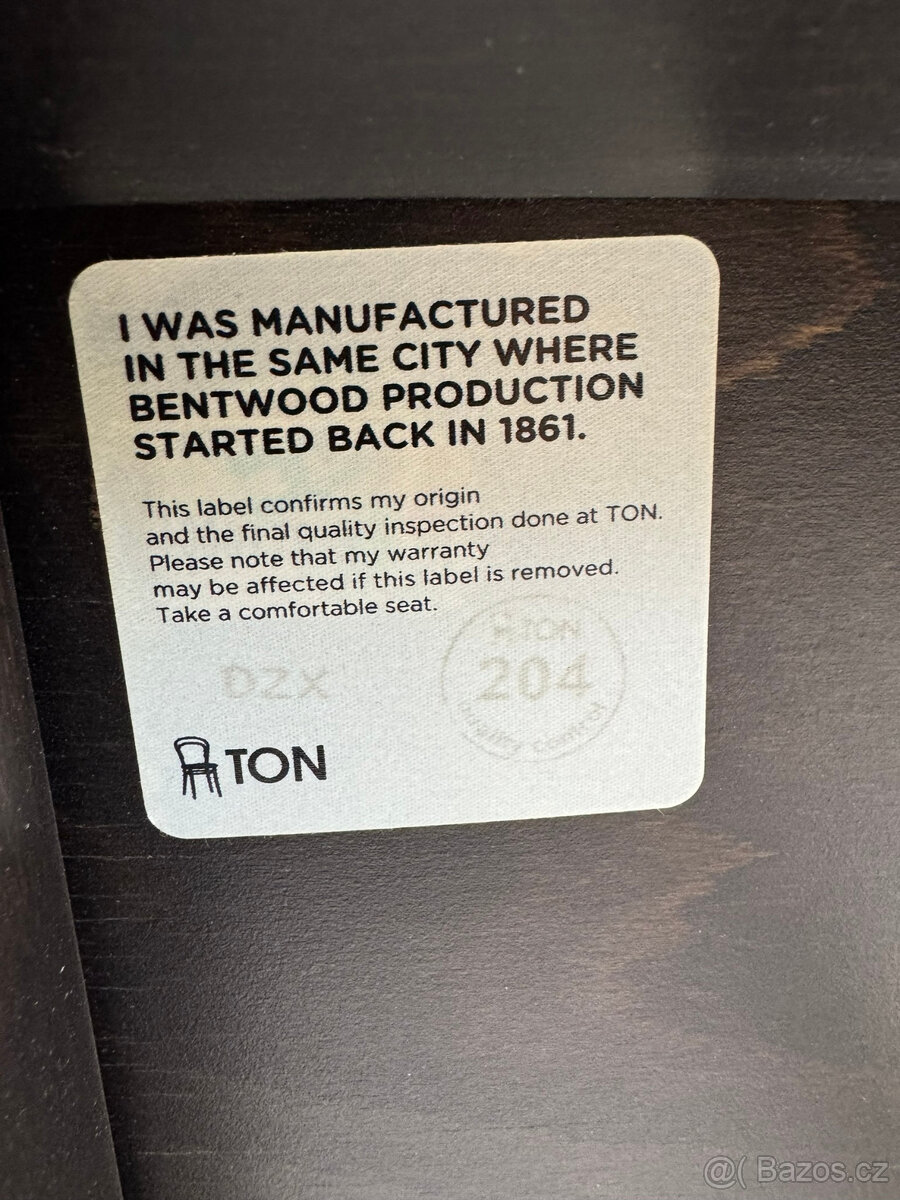 I WAS MANUFACTURED
IN THE SAME CITY WHERE
BENTWOOD PRODUCTION
STARTED BACK IN 1861.
This label confirms my origin
and the final quality inspection done at TON.
Please note that my warranty
may be affected if this label is removed.
Take a comfortable seat.
DZX
TON
204
quality control
TON
Bazos.cz